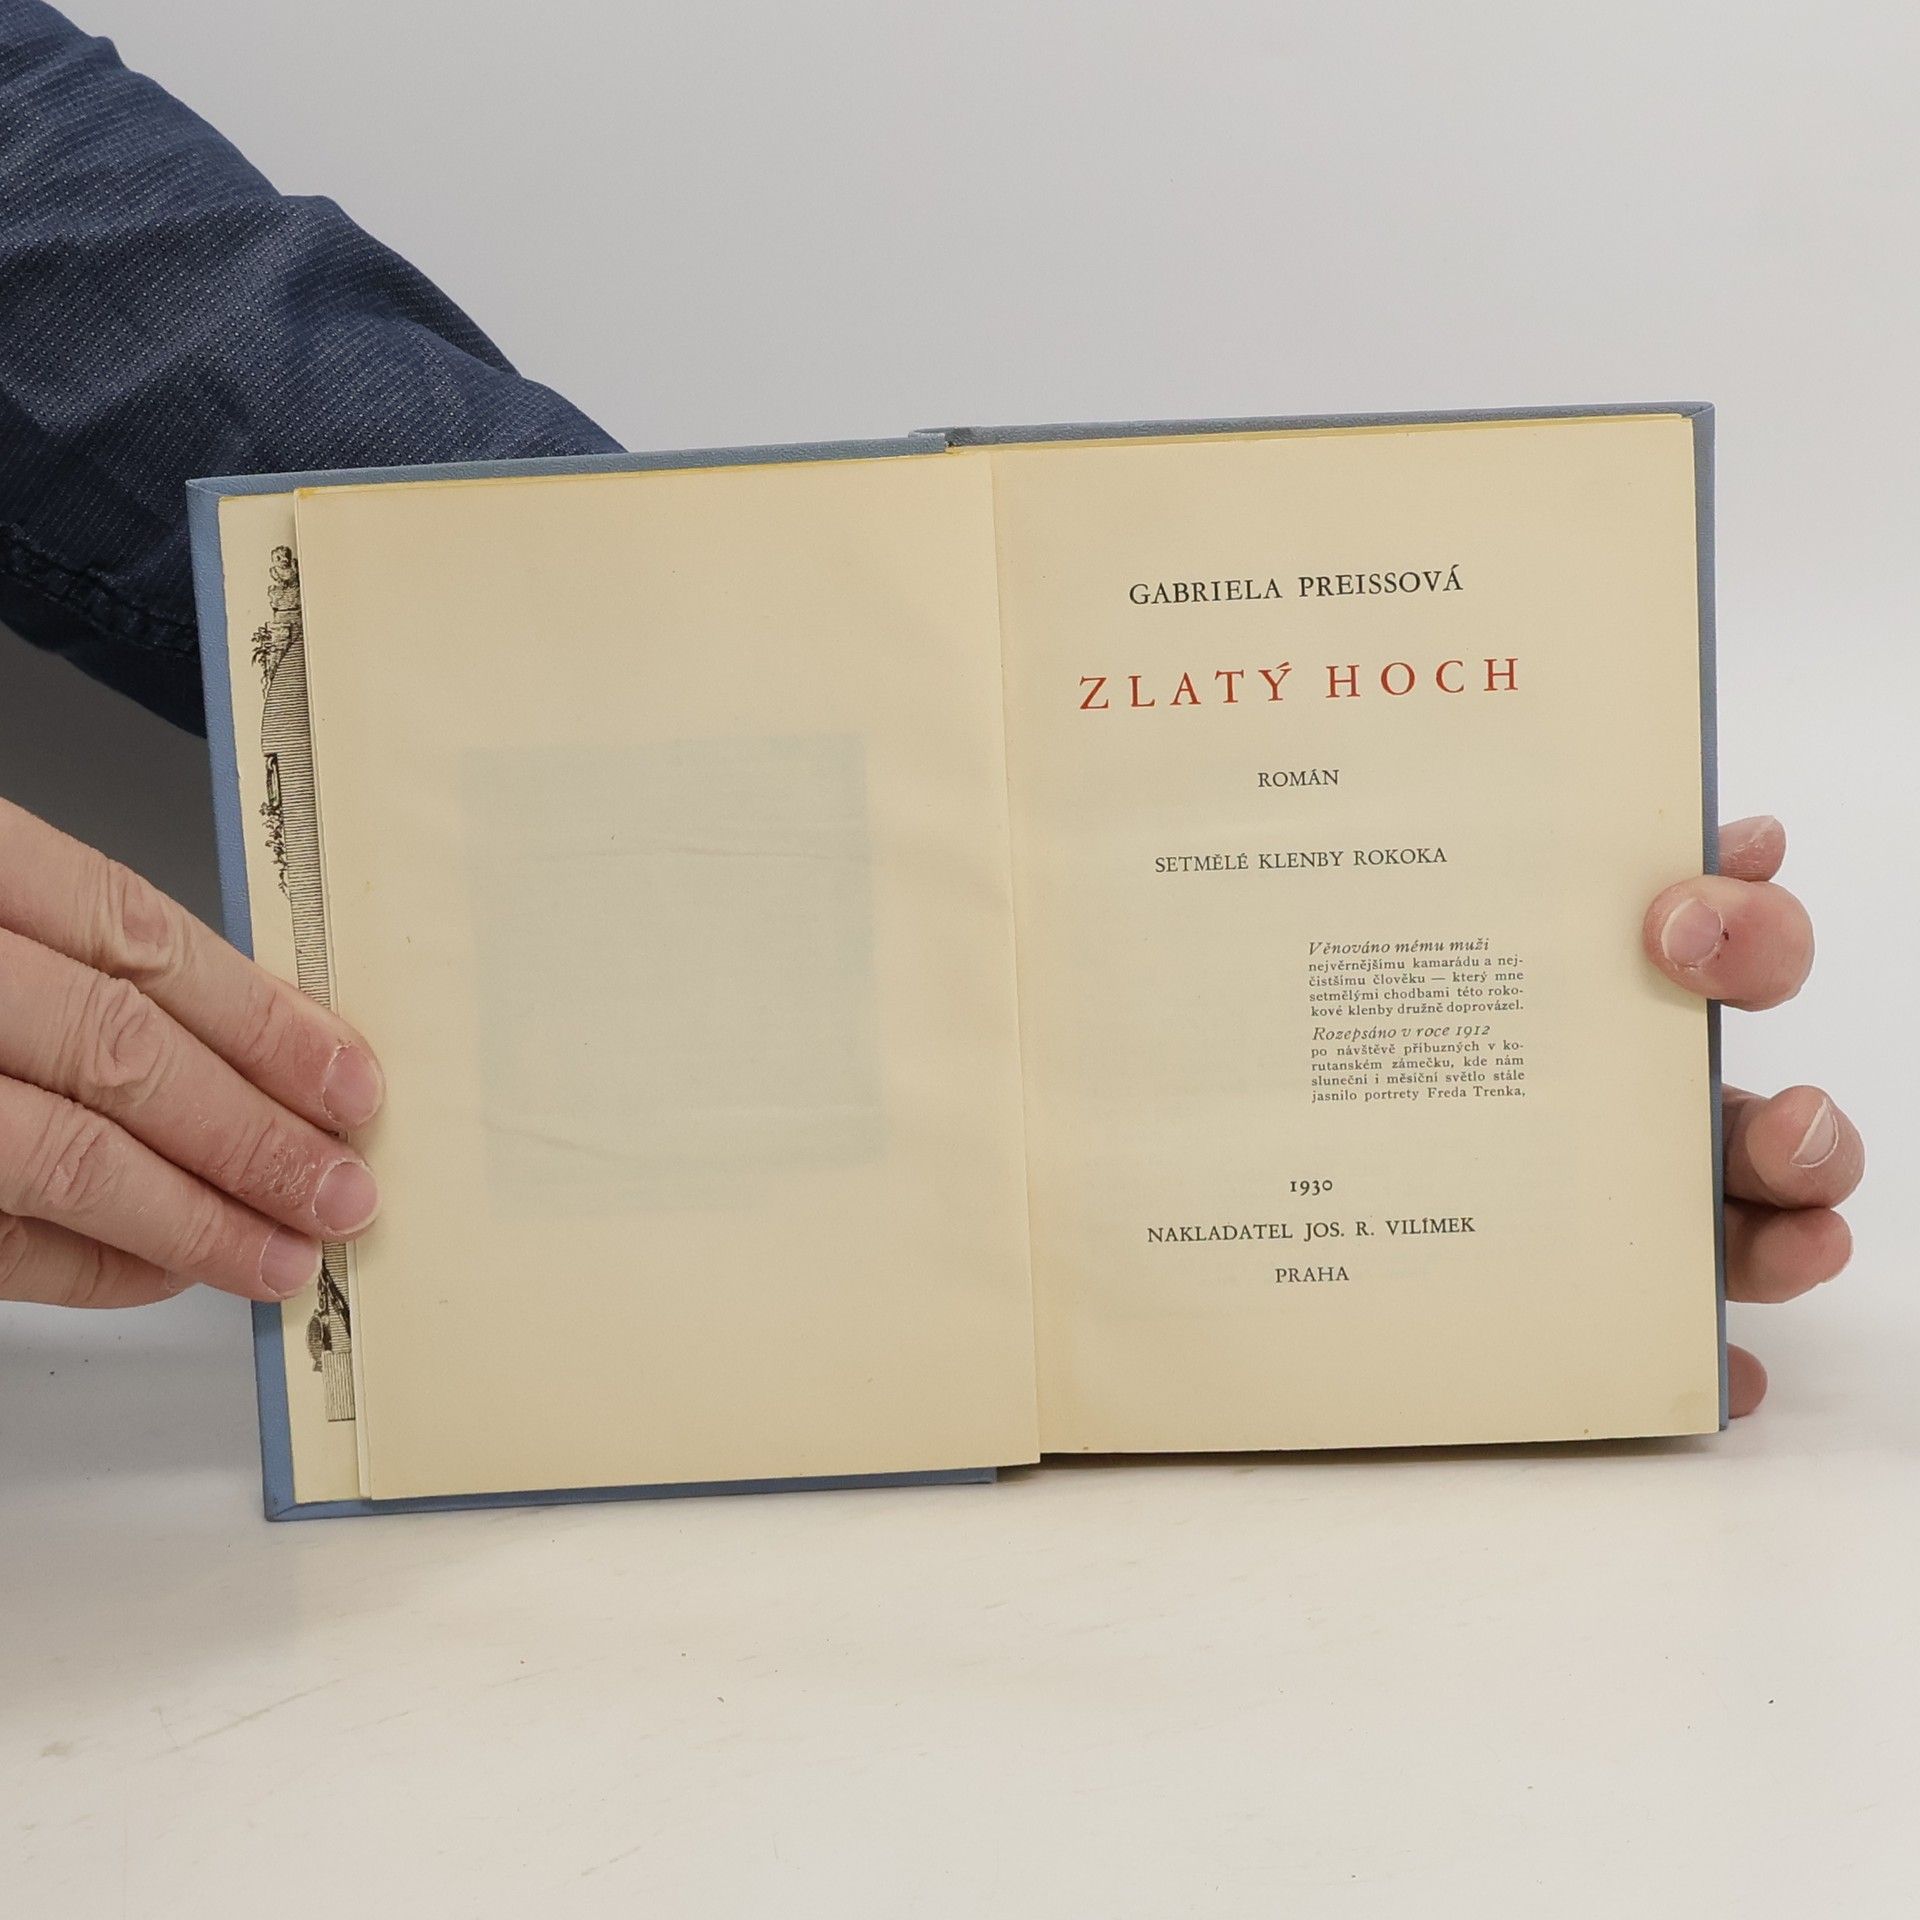 GABRIELA PREISSOVÁ
ZLATÝ HOCH
ROMÁN
SETMĚLÉ KLENBY ROKOKA
Věnováno mému muži
nejvěrnějšímu kamarádu a nej-
čistšímu člověku — který mne
setmělými chodbami této roko-
kové klenby družně doprovázel.
Rozepsáno v roce 1912
po návštěvě příbuzných v ko-
rutanském zámečku, kde nám
sluneční i měsíční světlo stále
jasnilo portrety Freda Trenka,
1930
NAKLADATEL JOS. R. VILÍMEK
PRAHA